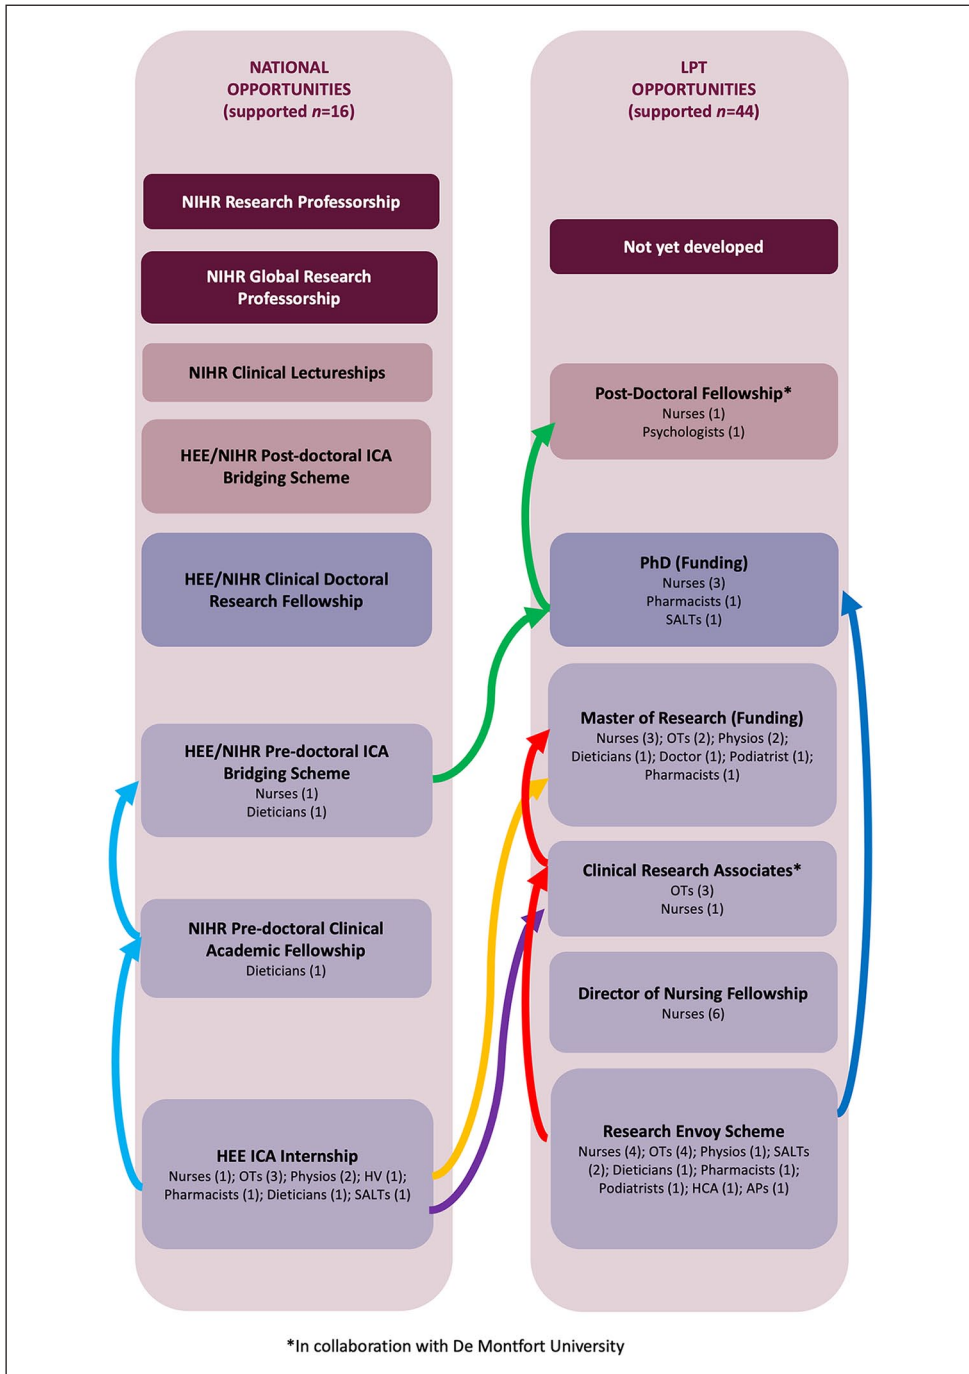 NATIONAL
OPPORTUNITIES
(supported n=16)
NIHR Research Professorship
NIHR Global Research
Professorship
NIHR Clinical Lectureships
HEE/NIHR Post-doctoral ICA
Bridging Scheme
HEE/NIHR Clinical Doctoral
Research Fellowship
HEE/NIHR Pre-doctoral ICA
Bridging Scheme
Nurses (1)
Dieticians (1)
NIHR Pre-doctoral Clinical
Academic Fellowship
Dieticians (1)
HEE ICA Internship
Nurses (1); OTs (3); Physios (2); HV (1);
Pharmacists (1); Dieticians (1); SALTs (1)
LPT
OPPORTUNITIES
(supported n=44)
Not yet developed
Post-Doctoral Fellowship*
Nurses (1)
Psychologists (1)
PhD (Funding)
Nurses (3)
Pharmacists (1)
SALTs (1)
Master of Research (Funding)
Nurses (3); OTs (2); Physios (2);
Dieticians (1); Doctor (1); Podiatrist (1);
Pharmacists (1)
Clinical Research Associates*
OTs (3)
Nurses (1)
Director of Nursing Fellowship
Nurses (6)
Research Envoy Scheme
Nurses (4); OTs (4); Physios (1); SALTs
(2); Dieticians (1); Pharmacists (1);
Podiatrists (1); HCA (1); APs (1)
*In collaboration with De Montfort University